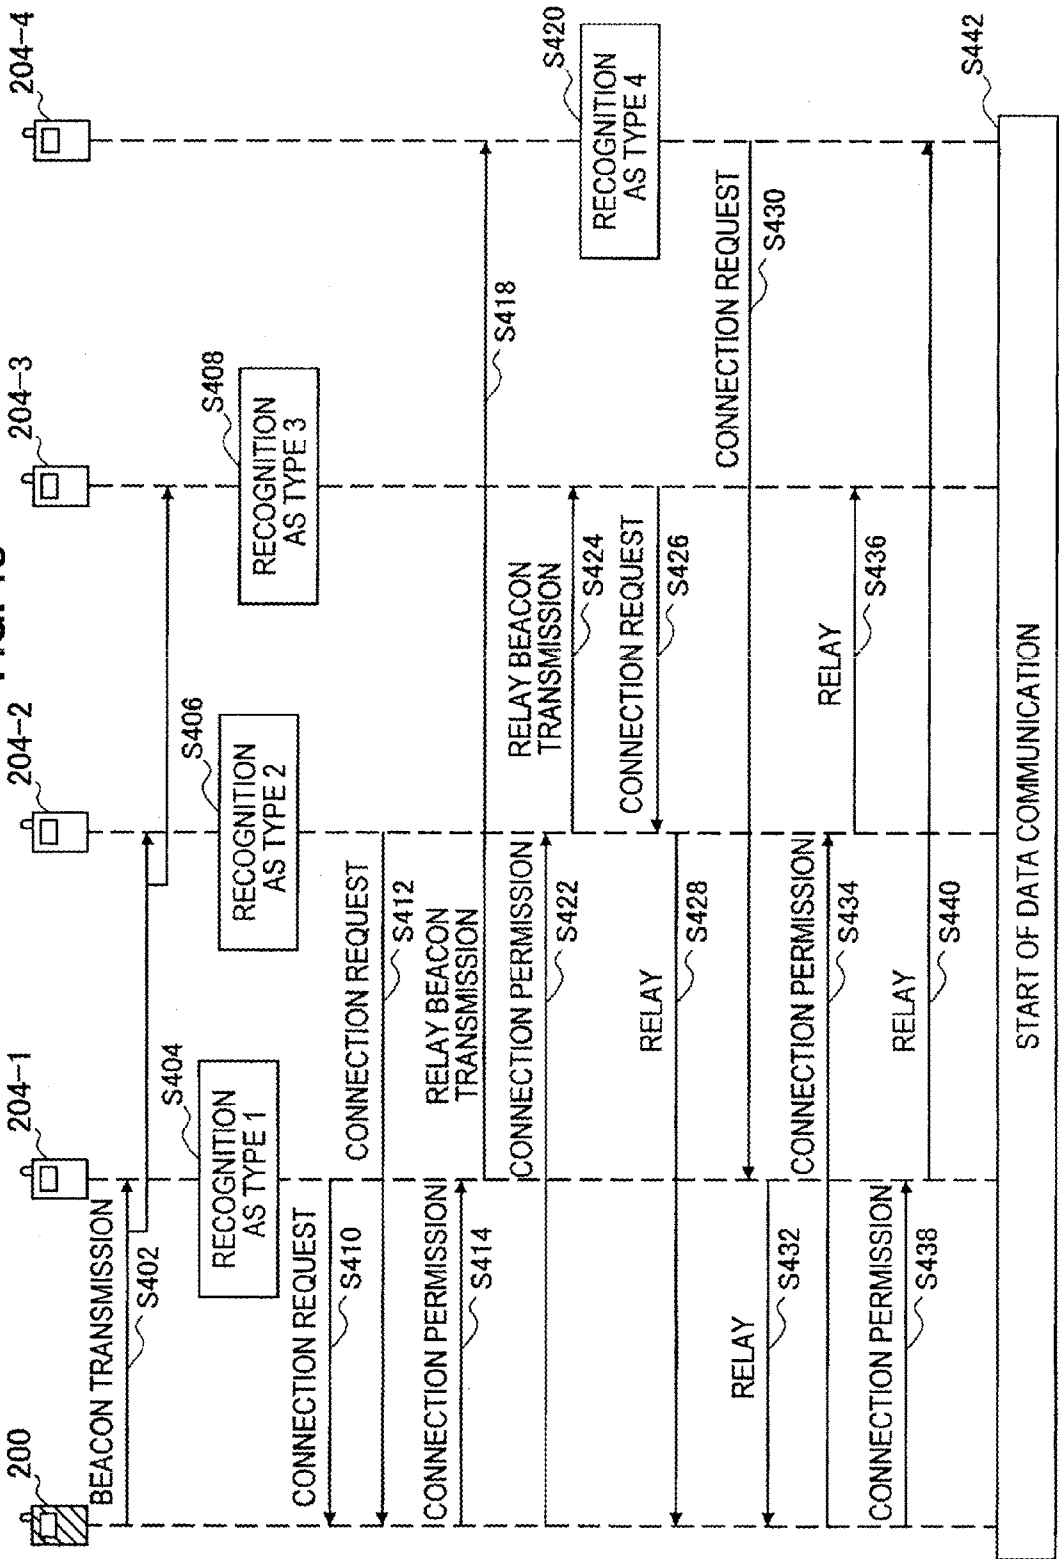 FIG.
200
204-1
204-2
204-3
204-4
BEACON TRANSMISSION
S402
S404
RECOGNITION
AS TYPE 1
S406
RECOGNITION
AS TYPE 2
S408
RECOGNITION
AS TYPE 3
CONNECTION REQUEST
S410
CONNECTION REQUEST
S412
CONNECTION PERMISSION
S414
RELAY BEACON
TRANSMISSION
S418
S420
RECOGNITION
AS TYPE 4
CONNECTION PERMISSION
S422
RELAY BEACON
TRANSMISSION
S424
CONNECTION REQUEST
S426
RELAY
S428
CONNECTION REQUEST
S430
RELAY
S432
CONNECTION PERMISSION
S434
RELAY
S436
CONNECTION PERMISSION
S438
RELAY
S440
S442
START OF DATA COMMUNICATION